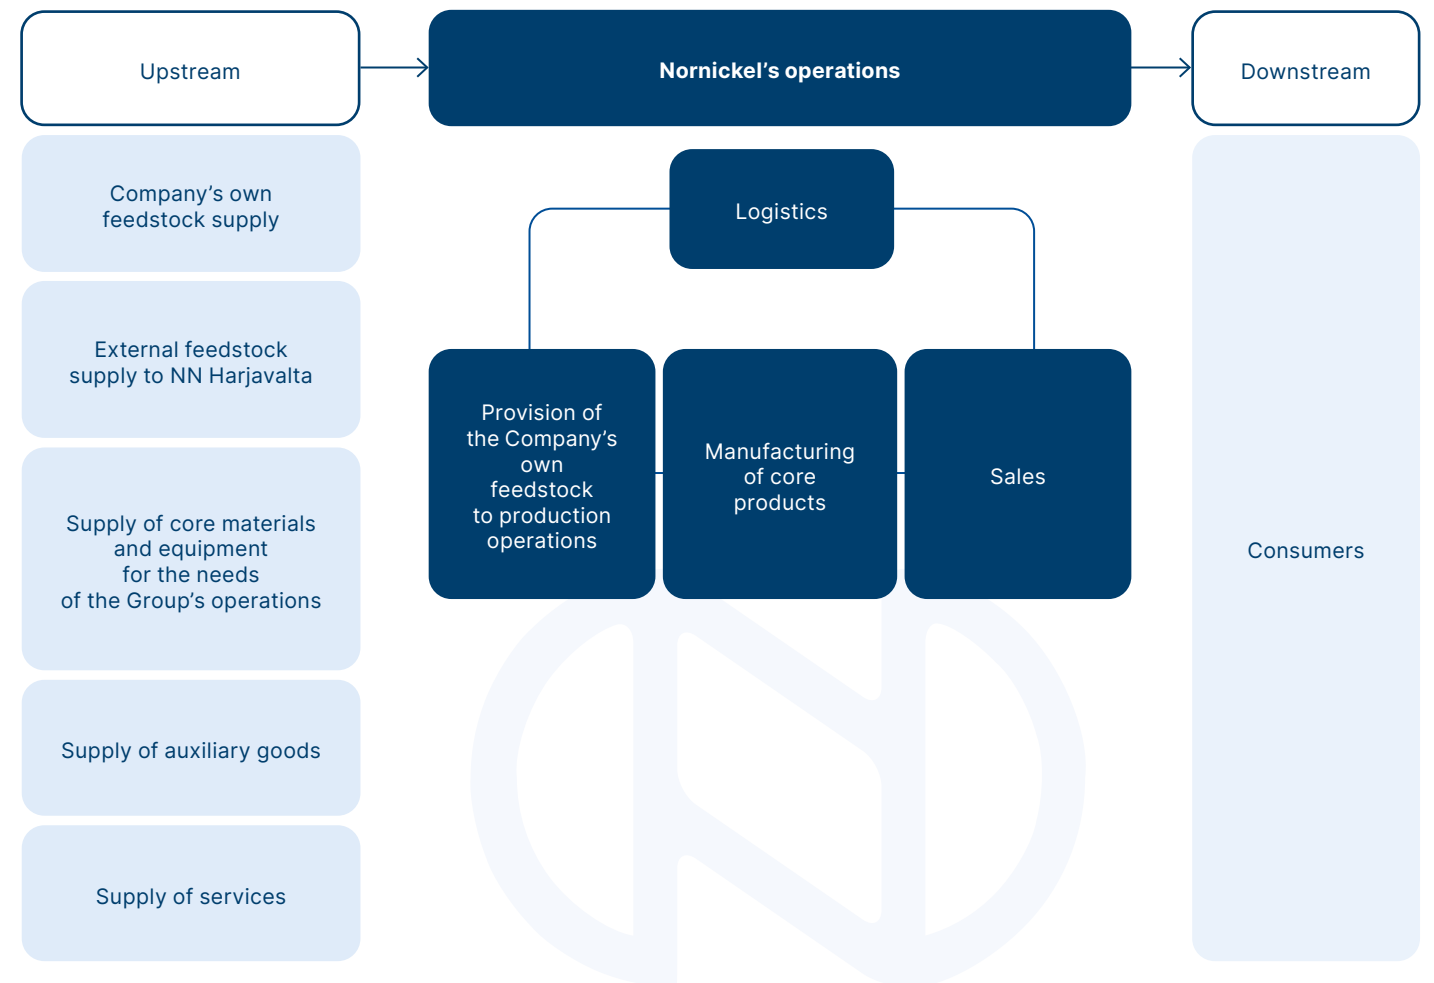 Upstream
Nornickel’s operations
Downstream
Company’s own
feedstock supply
External feedstock
supply to NN Harjavalta
Supply of core materials
and equipment
for the needs
of the Group’s operations
Supply of auxiliary goods
Supply of services
Logistics
Provision of
the Company’s
own
feedstock
to production
operations
Manufacturing
of core
products
Sales
Consumers